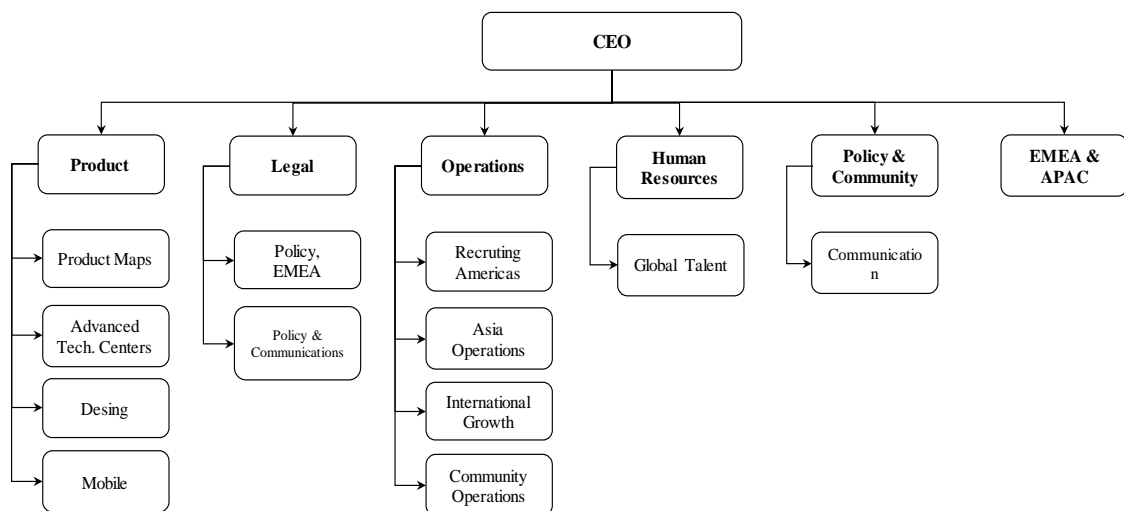 CEO
Product
Legal
Operations
Human
Resources
Policy &
Community
EMEA &
APAC
Product Maps
Advanced
Tech. Centers
Desing
Mobile
Policy,
EMEA
Policy &
Communications
Recruting
Americas
Asia
Operations
International
Growth
Community
Operations
Global Talent
Communicatio
n